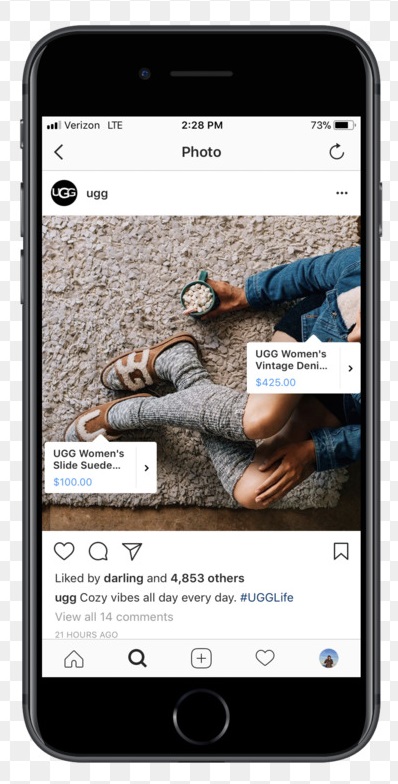 Verizon LTE 2:28 PM 73%
Photo
UGG ugg
UGG Women's
Vintage Deni...
$425.00
UGG Women's
Slide Suede...
$100.00
Liked by darling and 4,853 others
ugg Cozy vibes all day every day. #UGGLife
View all 14 comments
21 HOURS AGO